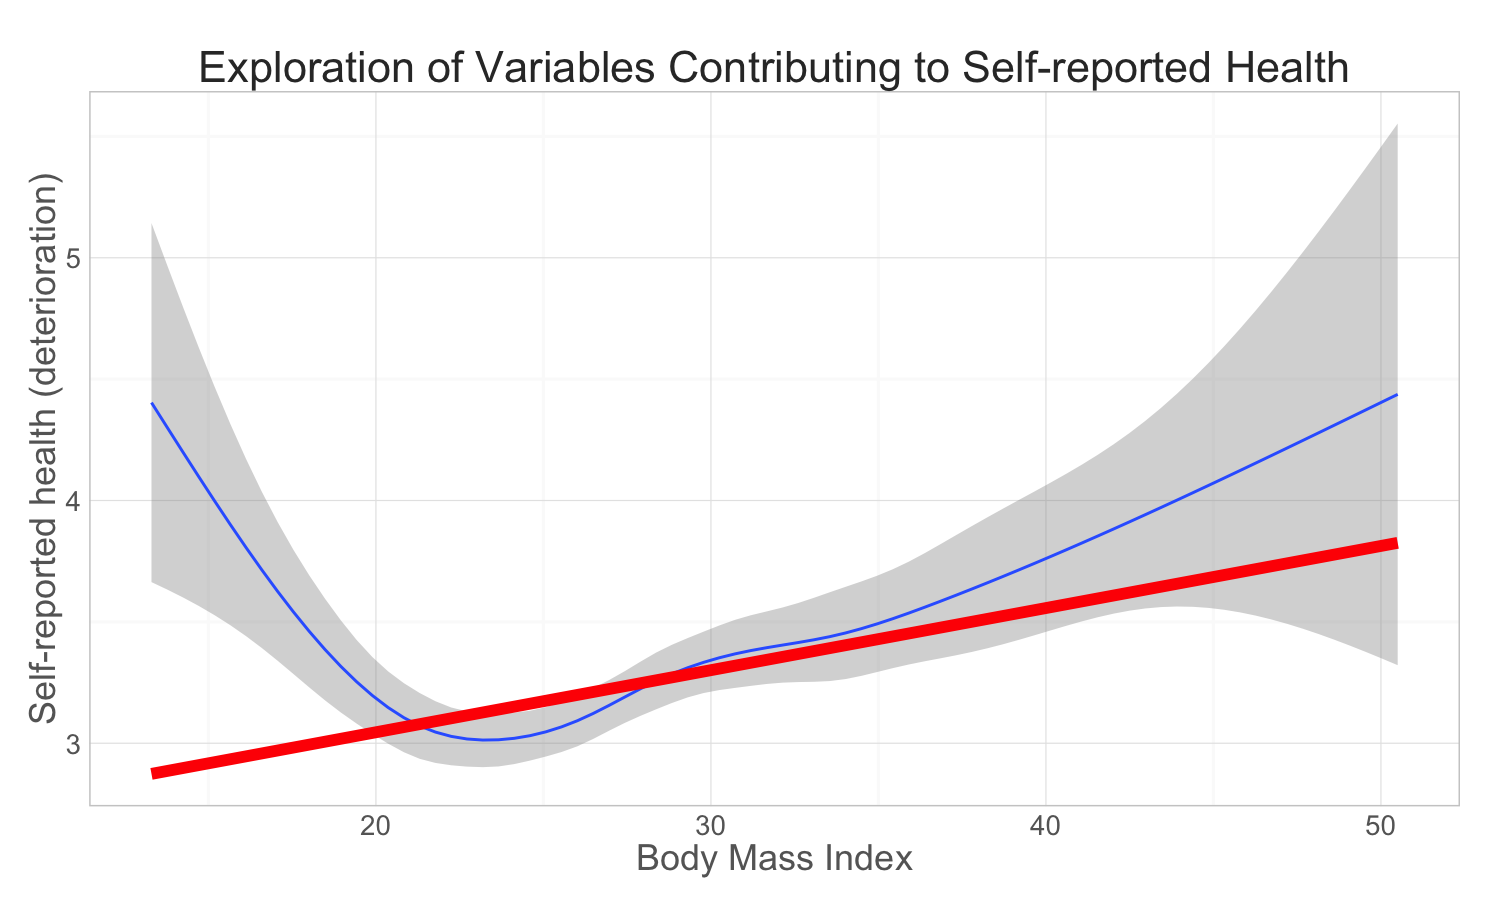 Exploration of Variables Contributing to Self-reported Health
Self-reported health (deterioration)
5
4
3
20
30
40
50
Body Mass Index